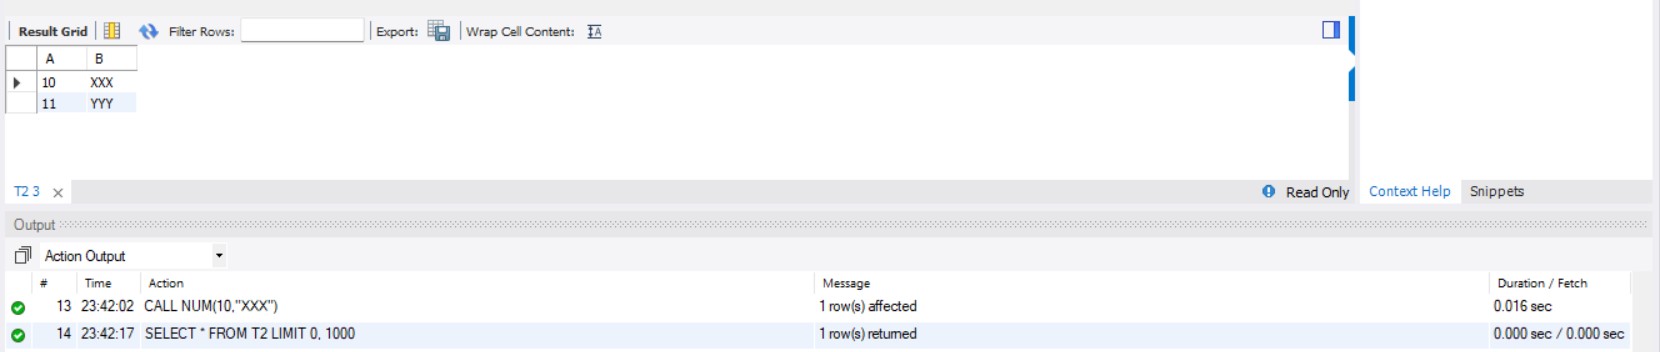 Result Grid Filter Rows: Export: Wrap Cell Content: IA
A B
10 XXX
11 YYY
T2 3 × Read Only Context Help Snippets
Output
Action Output
# Time Action Message Duration / Fetch
13 23:42:02 CALL NUM(10,"XXX") 1 row(s) affected 0.016 sec
14 23:42:17 SELECT * FROM T2 LIMIT 0, 1000 1 row(s) returned 0.000 sec / 0.000 sec